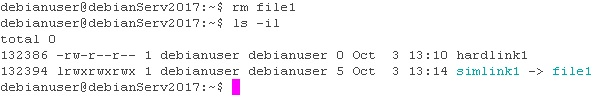 debianuser@debianServ2017:~$ rm file1
debianuser@debianServ2017:~$ ls -il
total 0
132386 -rw-r--r-- 1 debianuser debianuser 0 Oct  3 13:10 hardlink1
132394 lrwxrwxrwx 1 debianuser debianuser 5 Oct  3 13:14 simlink1 -> file1
debianuser@debianServ2017:~$